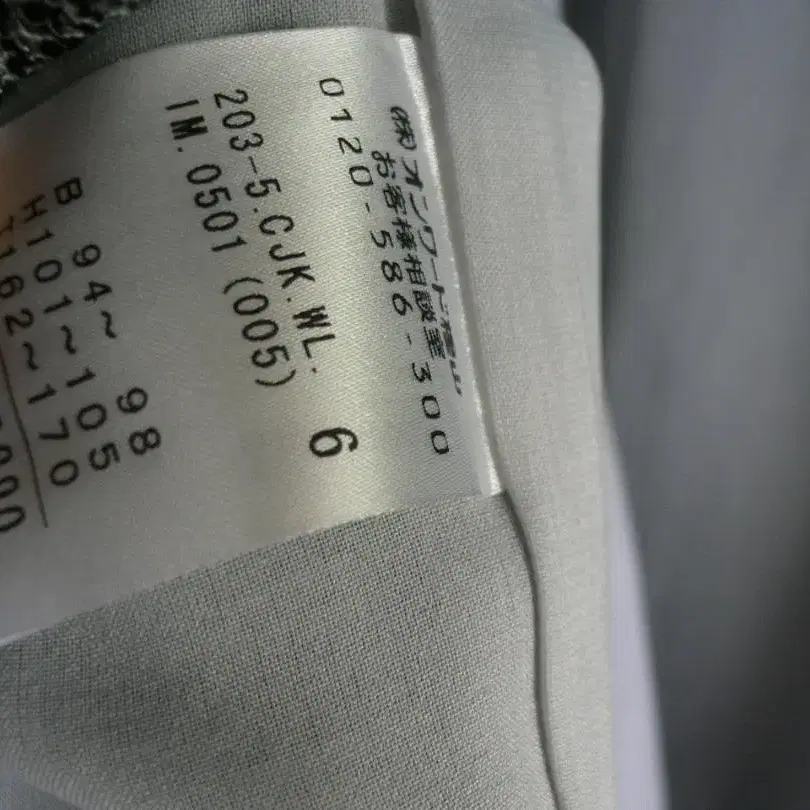 (株)オンワード樫山
お客様相談室
0120-586-300
203-5.CJK.WL. 6
IM.0501 (005)
B 94~ 98
H101~105
162~170